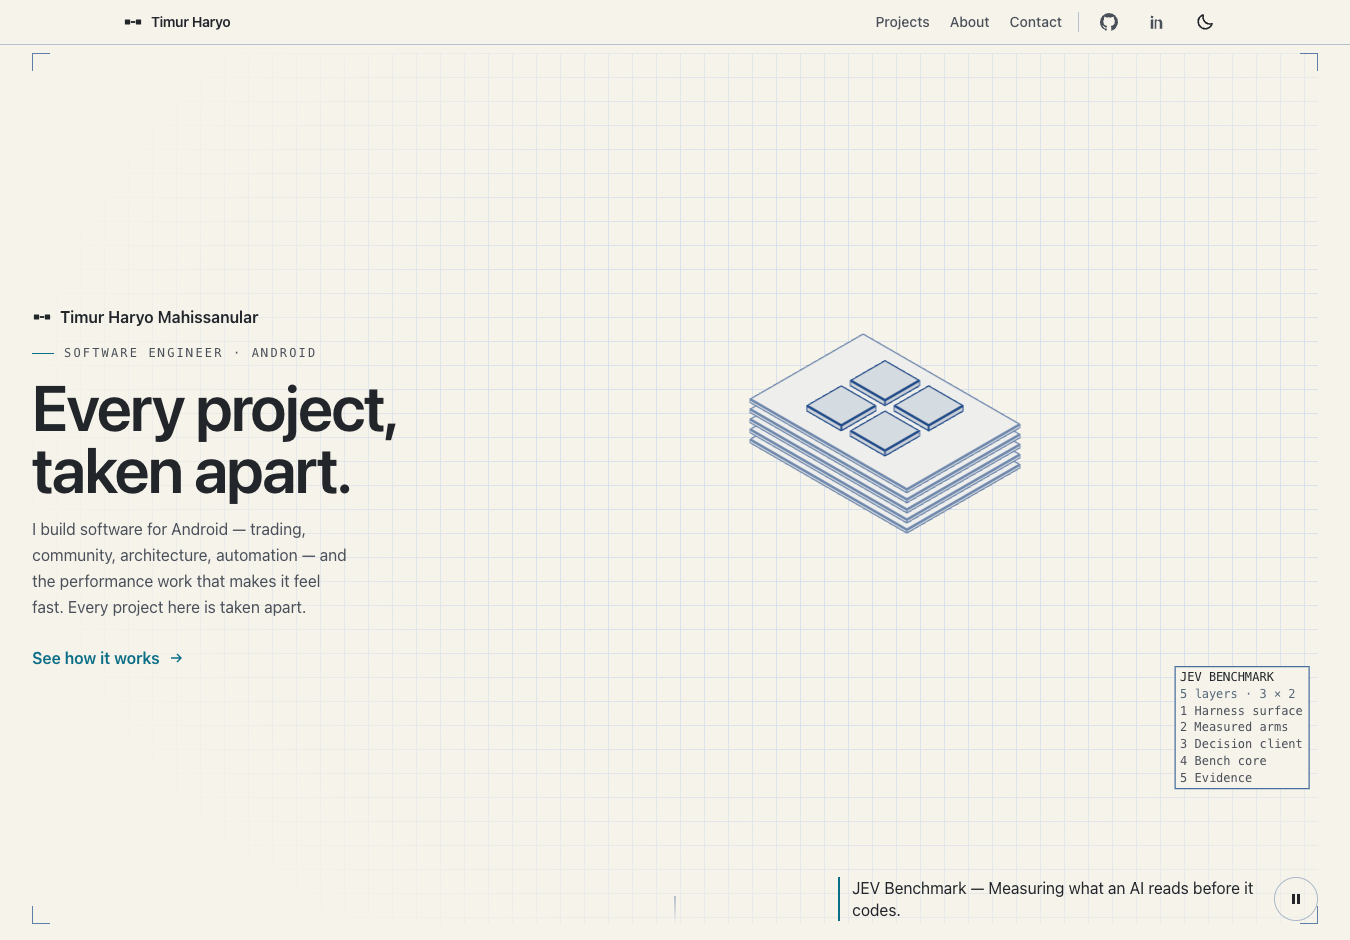 Timur Haryo
Projects About Contact
Timur Haryo Mahissanular
SOFTWARE ENGINEER · ANDROID
Every project,
taken apart.
I build software for Android — trading,
community, architecture, automation — and
the performance work that makes it feel
fast. Every project here is taken apart.
See how it works →
JEV BENCHMARK
5 layers · 3 × 2
1 Harness surface
2 Measured arms
3 Decision client
4 Bench core
5 Evidence
JEV Benchmark — Measuring what an AI reads before it
codes.